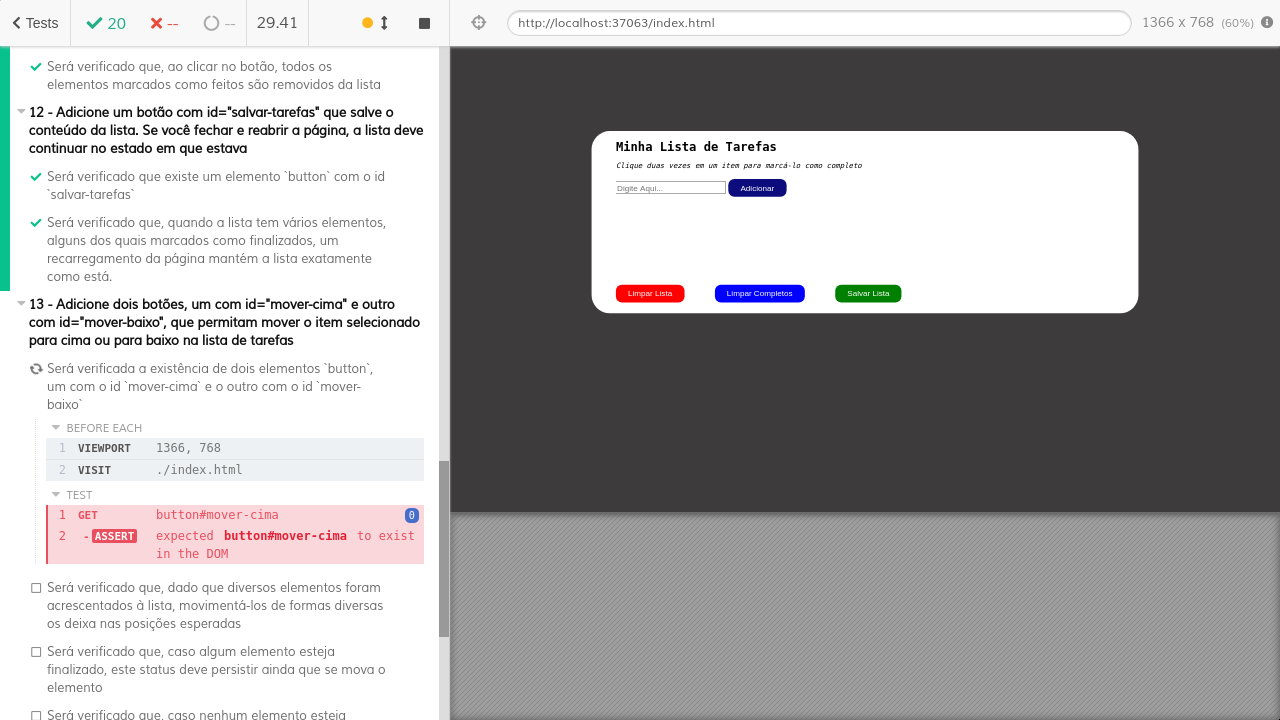 Tests
20
--
--
29.41
http://localhost:37063/index.html
1366 x 768 (60%)
Será verificado que, ao clicar no botão, todos os
elementos marcados como feitos são removidos da lista
12 - Adicione um botão com id="salvar-tarefas" que salve o
conteúdo da lista. Se você fechar e reabrir a página, a lista deve
continuar no estado em que estava
Será verificado que existe um elemento `button` com o id
`salvar-tarefas`
Será verificado que, quando a lista tem vários elementos,
alguns dos quais marcados como finalizados, um
recarregamento da página mantém a lista exatamente
como está.
13 - Adicione dois botões, um com id="mover-cima" e outro
com id="mover-baixo", que permitam mover o item selecionado
para cima ou para baixo na lista de tarefas
Será verificada a existência de dois elementos `button`,
um com o id `mover-cima` e o outro com o id `mover-
baixo`
BEFORE EACH
1 VIEWPORT 1366, 768
2 VISIT ./index.html
TEST
1 GET button#mover-cima 0
2 -ASSERT expected button#mover-cima to exist
in the DOM
Será verificado que, dado que diversos elementos foram
acrescentados à lista, movimentá-los de formas diversas
os deixa nas posições esperadas
Será verificado que, caso algum elemento esteja
finalizado, este status deve persistir ainda que se mova o
elemento
Será verificado que, caso nenhum elemento esteja
Minha Lista de Tarefas
Clique duas vezes em um item para marcá-lo como completo
Digite Aqui...
Adicionar
Limpar Lista
Limpar Completos
Salvar Lista